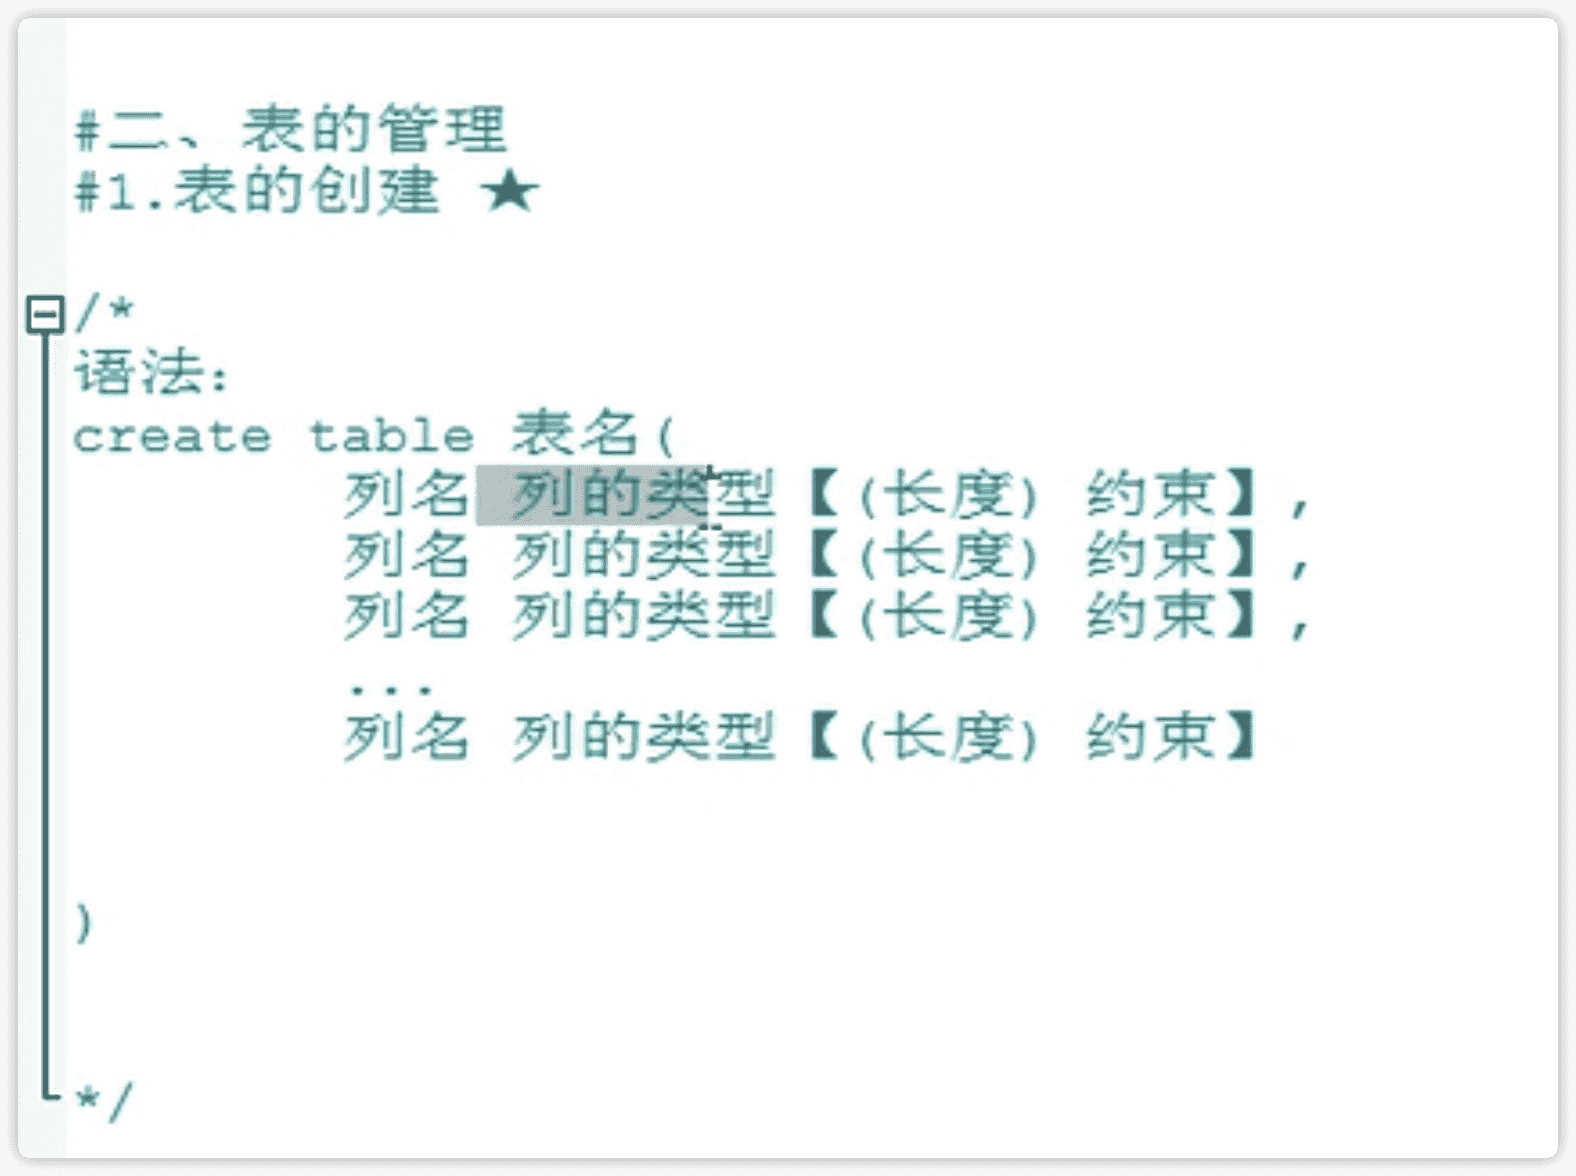 #二、表的管理
#1.表的创建 ★
/*
语法：
create table 表名(
列名 列的类型【(长度) 约束】,
列名 列的类型【(长度) 约束】,
列名 列的类型【(长度) 约束】,
...
列名 列的类型【(长度) 约束】
)
*/